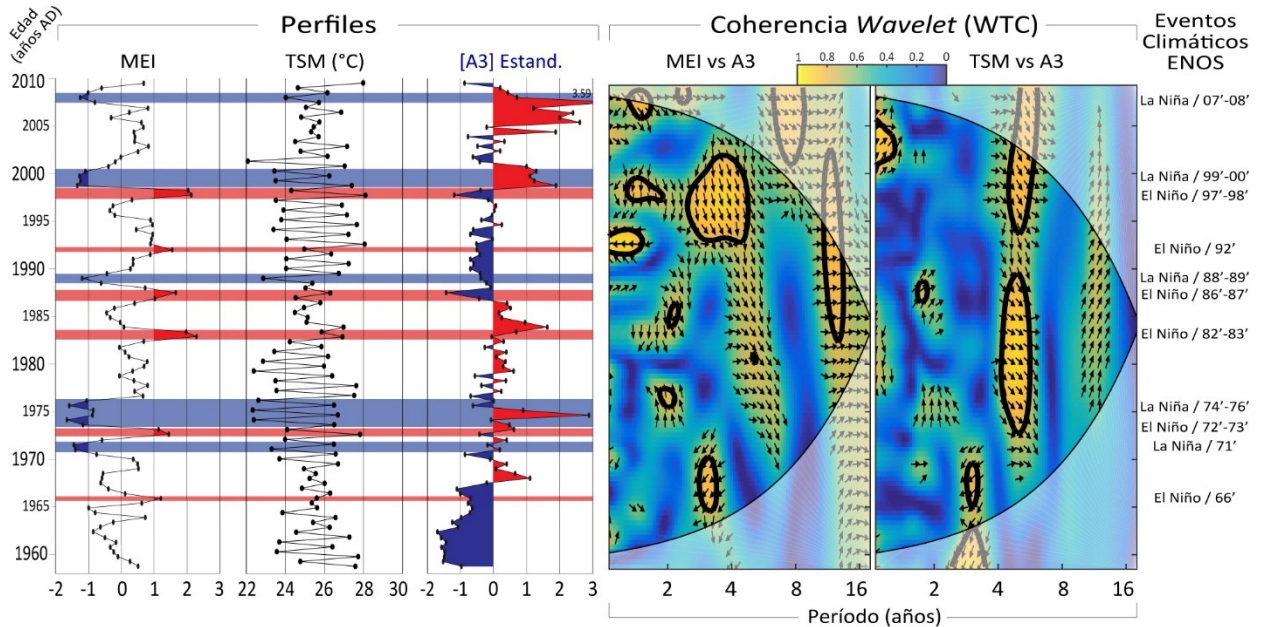 Perfiles
Coherencia Wavelet (WTC)
Eventos
Climáticos
ENOS
Edad
(años AD)
MEI
TSM (°C)
[A3] Estand.
MEI vs A3
1 0.8 0.6 0.4 0.2 0
TSM vs A3
2010
2005
2000
1995
1990
1985
1980
1975
1970
1965
1960
3.59
La Niña / 07'-08'
La Niña / 99'-00'
El Niño / 97'-98'
El Niño / 92'
La Niña / 88'-89'
El Niño / 86'-87'
El Niño / 82'-83'
La Niña / 74'-76'
El Niño / 72'-73'
La Niña / 71'
El Niño / 66'
-2 -1 0 1 2
22 24 26 28 30
-2 -1 0 1 2 3
2 4 8 16
2 4 8 16
Período (años)